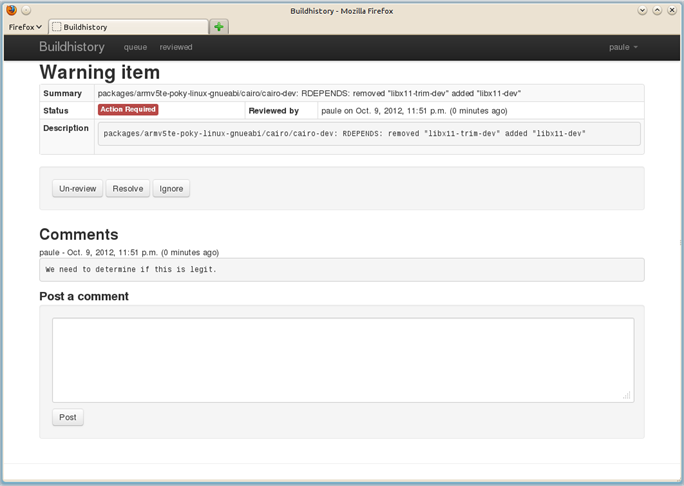 Buildhistory - Mozilla Firefox
Firefox
Buildhistory
Buildhistory queue reviewed paule
Warning item
Summary packages/armv5te-poky-linux-gnueabi/cairo/cairo-dev: RDEPENDS: removed "libx11-trim-dev" added "libx11-dev"
Status Action Required Reviewed by paule on Oct. 9, 2012, 11:51 p.m. (0 minutes ago)
Description packages/armv5te-poky-linux-gnueabi/cairo/cairo-dev: RDEPENDS: removed "libx11-trim-dev" added "libx11-dev"
Un-review Resolve Ignore
Comments
paule - Oct. 9, 2012, 11:51 p.m. (0 minutes ago)
We need to determine if this is legit.
Post a comment
Post